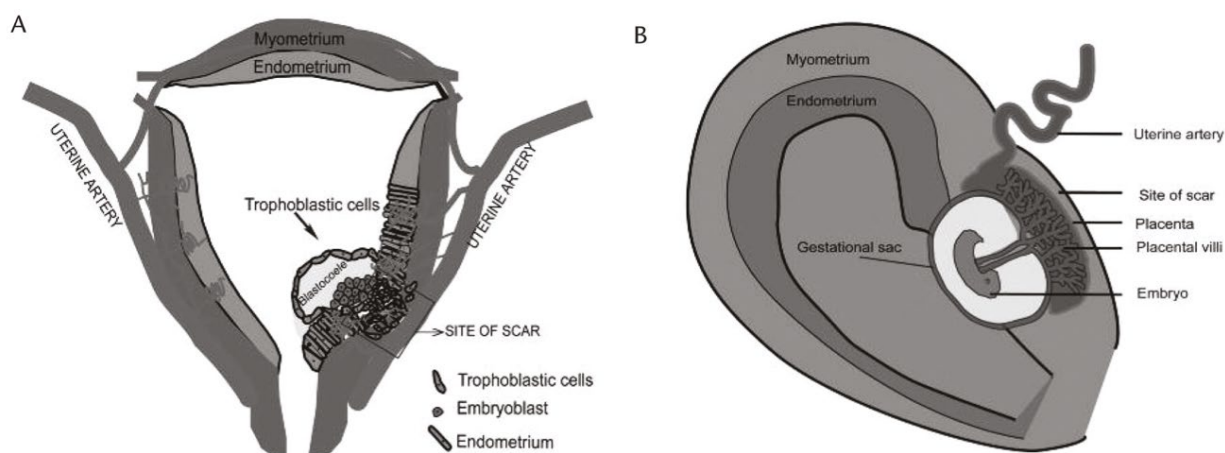 A
Myometrium
Endometrium
UTERINE ARTERY
UTERINE ARTERY
Trophoblastic cells
Blastocoele
SITE OF SCAR
Trophoblastic cells
Embryoblast
Endometrium
B
Myometrium
Endometrium
Uterine artery
Site of scar
Placenta
Placental villi
Gestational sac
Embryo